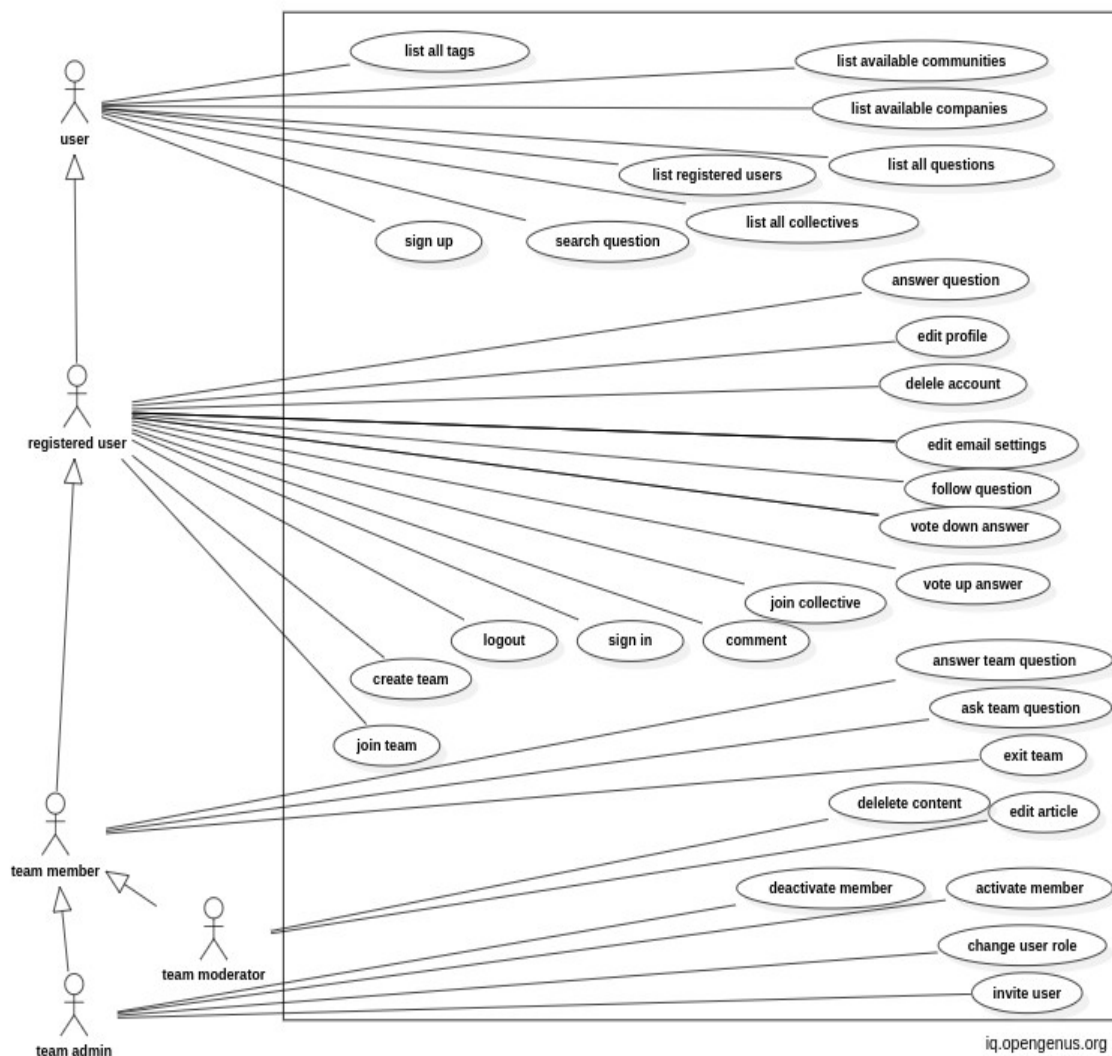 list all tags
list available communities
list available companies
user
list all questions
list registered users
list all collectives
sign up
search question
answer question
edit profile
delele account
registered user
edit email settings
follow question
vote down answer
vote up answer
join collective
logout
sign in
comment
answer team question
create team
ask team question
join team
exit team
delelete content
edit article
team member
deactivate member
activate member
change user role
team moderator
invite user
iq.opengenus.org
team admin